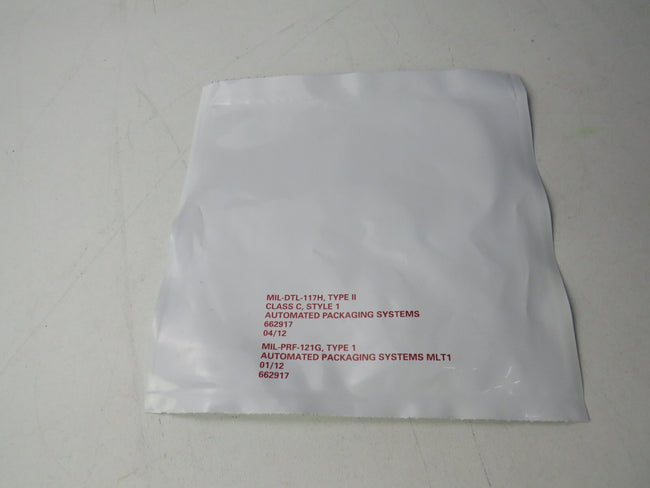 MIL-DTL-117H, TYPE II
CLASS C, STYLE 1
AUTOMATED PACKAGING SYSTEMS
662917
04/12
MIL-PRF-121G, TYPE 1
AUTOMATED PACKAGING SYSTEMS MLT1
01/12
662917